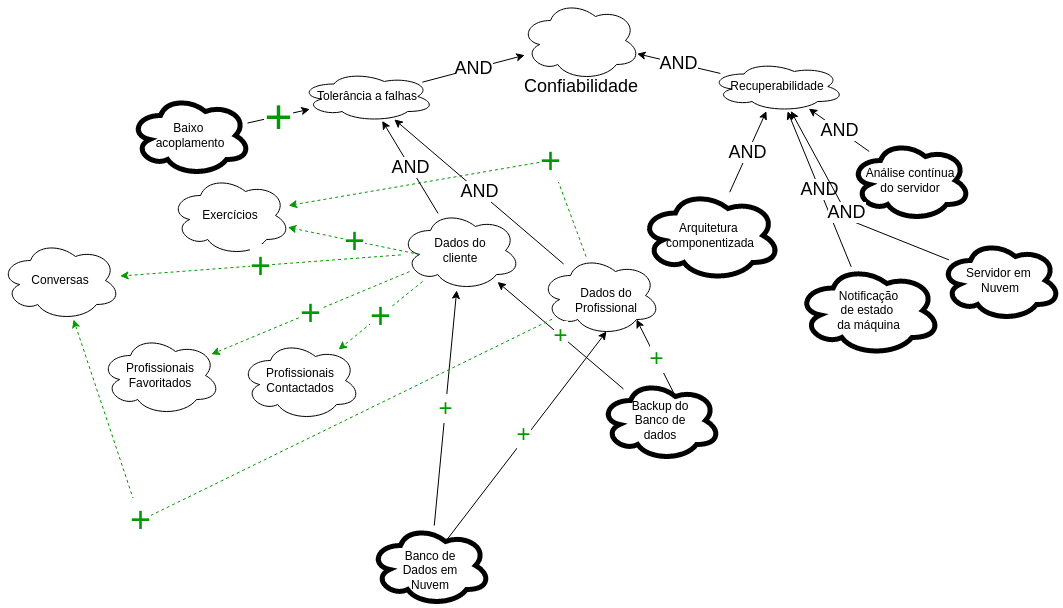 AND
Confiabilidade
AND
Tolerância a falhas
Recuperabilidade
Baixo
acoplamento
+
AND
AND
+
AND
AND
AND
AND
Análise contínua
do servidor
Exercícios
Dados do
cliente
Arquitetura
componentizada
+
+
Conversas
Dados do
Profissional
Notificação
de estado
da máquina
Servidor em
Nuvem
+
+
+
+
Profissionais
Favoritados
Profissionais
Contactados
Backup do
Banco de
dados
+
+
+
Banco de
Dados em
Nuvem